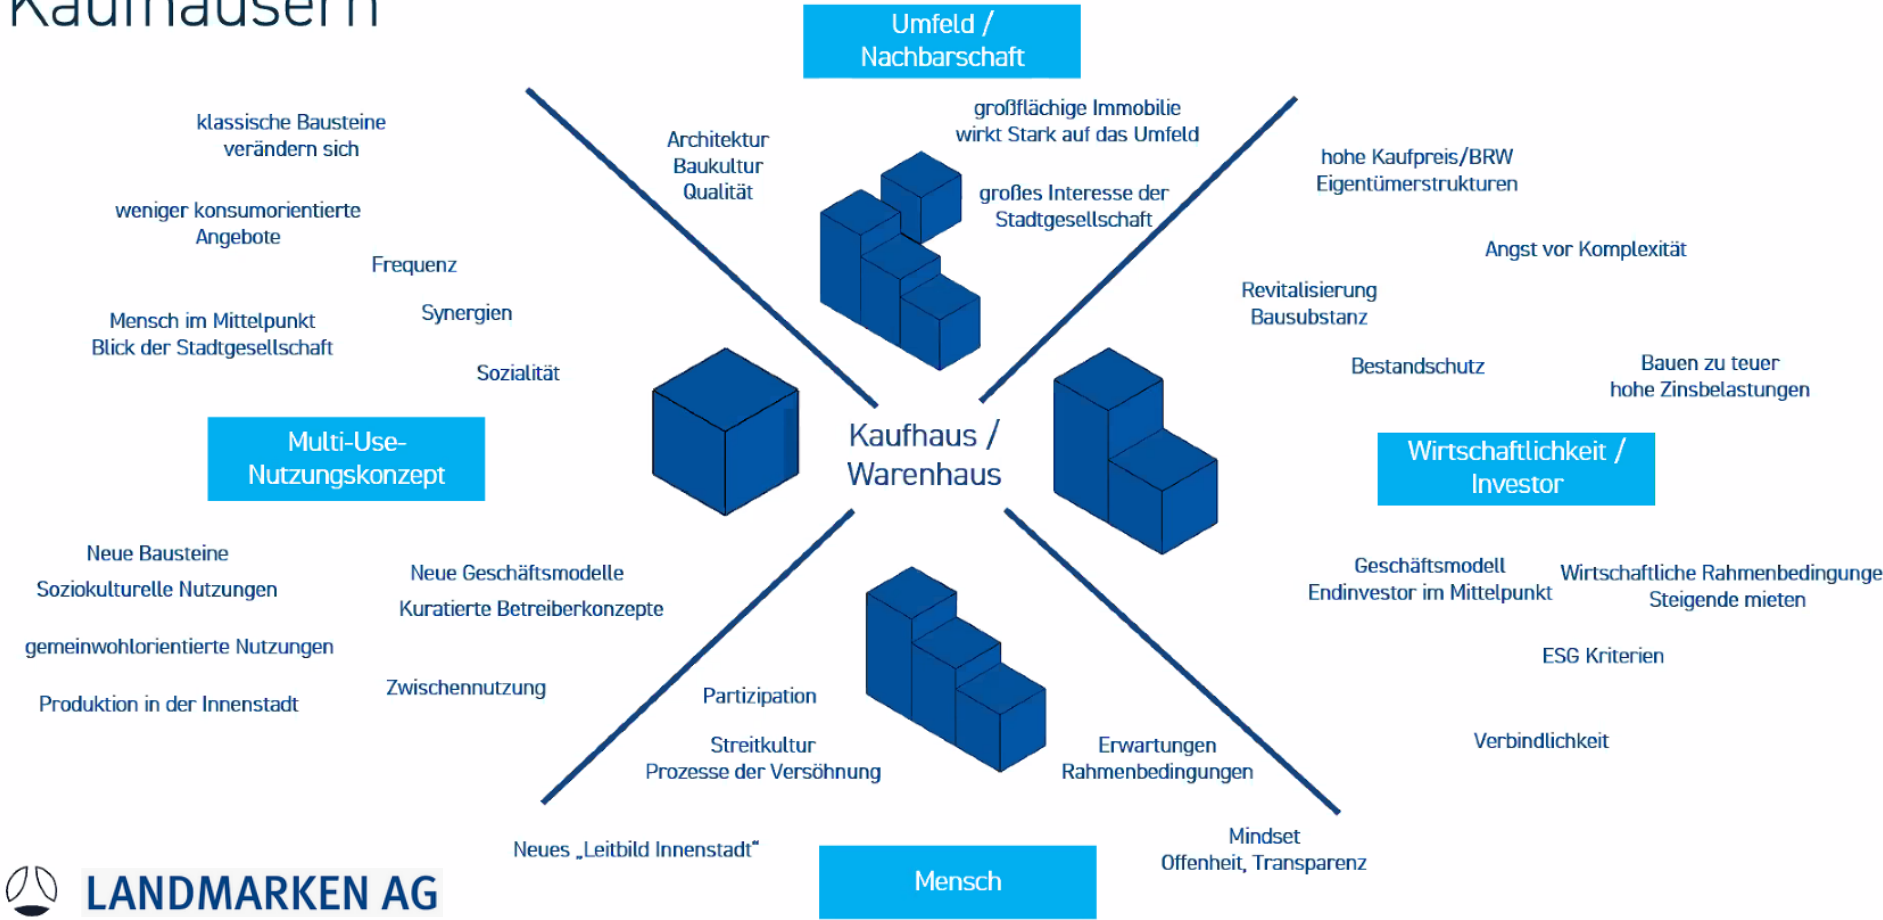 Kaufhäusern
Umfeld /
Nachbarschaft
klassische Bausteine
verändern sich
weniger konsumorientierte
Angebote
Frequenz
Mensch im Mittelpunkt
Blick der Stadtgesellschaft
Synergien
Sozialität
Architektur
Baukultur
Qualität
großflächige Immobilie
wirkt Stark auf das Umfeld
großes Interesse der
Stadtgesellschaft
hohe Kaufpreis/BRW
Eigentümerstrukturen
Angst vor Komplexität
Revitalisierung
Bausubstanz
Bestandschutz
Bauen zu teuer
hohe Zinsbelastungen
Multi-Use-
Nutzungskonzept
Kaufhaus /
Warenhaus
Wirtschaftlichkeit /
Investor
Neue Bausteine
Soziokulturelle Nutzungen
Neue Geschäftsmodelle
Kuratierte Betreiberkonzepte
gemeinwohlorientierte Nutzungen
Produktion in der Innenstadt
Zwischennutzung
Geschäftsmodell
Endinvestor im Mittelpunkt
Wirtschaftliche Rahmenbedingunge
Steigende mieten
ESG Kriterien
Verbindlichkeit
Partizipation
Streitkultur
Prozesse der Versöhnung
Erwartungen
Rahmenbedingungen
Neues „Leitbild Innenstadt“
Mensch
Mindset
Offenheit, Transparenz
LANDMARKEN AG